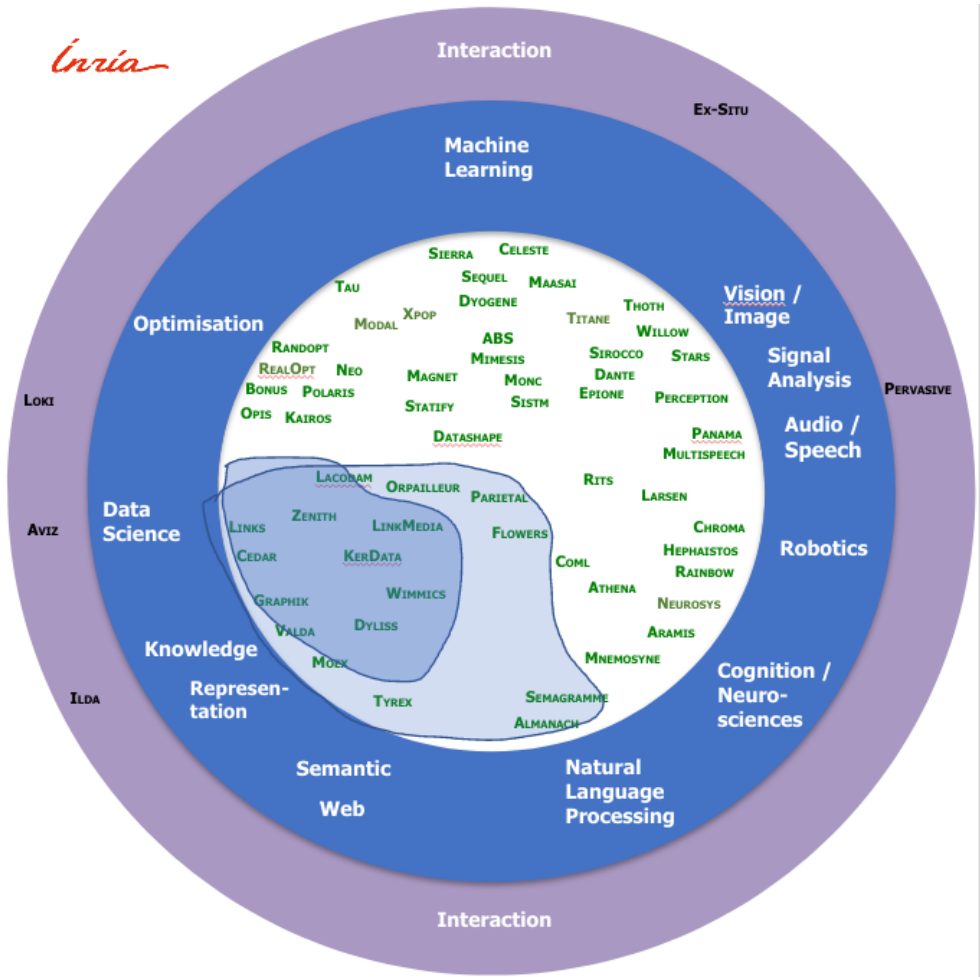 Inria
Interaction
Ex-Situ
Machine
Learning
Sierra
Celeste
Sequel
Maasai
Tau
Dyogene
Thoth
Vision /
Image
Optimisation
Modal
Xpop
Titane
Willow
ABS
Randopt
Mimesis
Sirocco
Stars
Signal
Analysis
RealOpt
Neo
Magnet
Monc
Dante
Bonus
Polaris
Epione
Perception
Pervasive
Loki
Opis
Kairos
Statify
Sistm
Audio /
Speech
Datashape
Panama
Multispeech
Lacodam
Orpailleur
Parietal
Rits
Larsen
Data
Science
Aviz
Links
Zenith
LinkMedia
Flowers
Chroma
Cedar
KerData
Coml
Hephaistos
Rainbow
Robotics
Graphik
Wimmics
Athena
Neurosys
Valda
Dyliss
Aramis
Knowledge
Represen-
tation
Moex
Mnemosyne
Cognition /
Neuro-
sciences
Ilda
Tyrex
Semagramme
Almanach
Semantic
Web
Natural
Language
Processing
Interaction